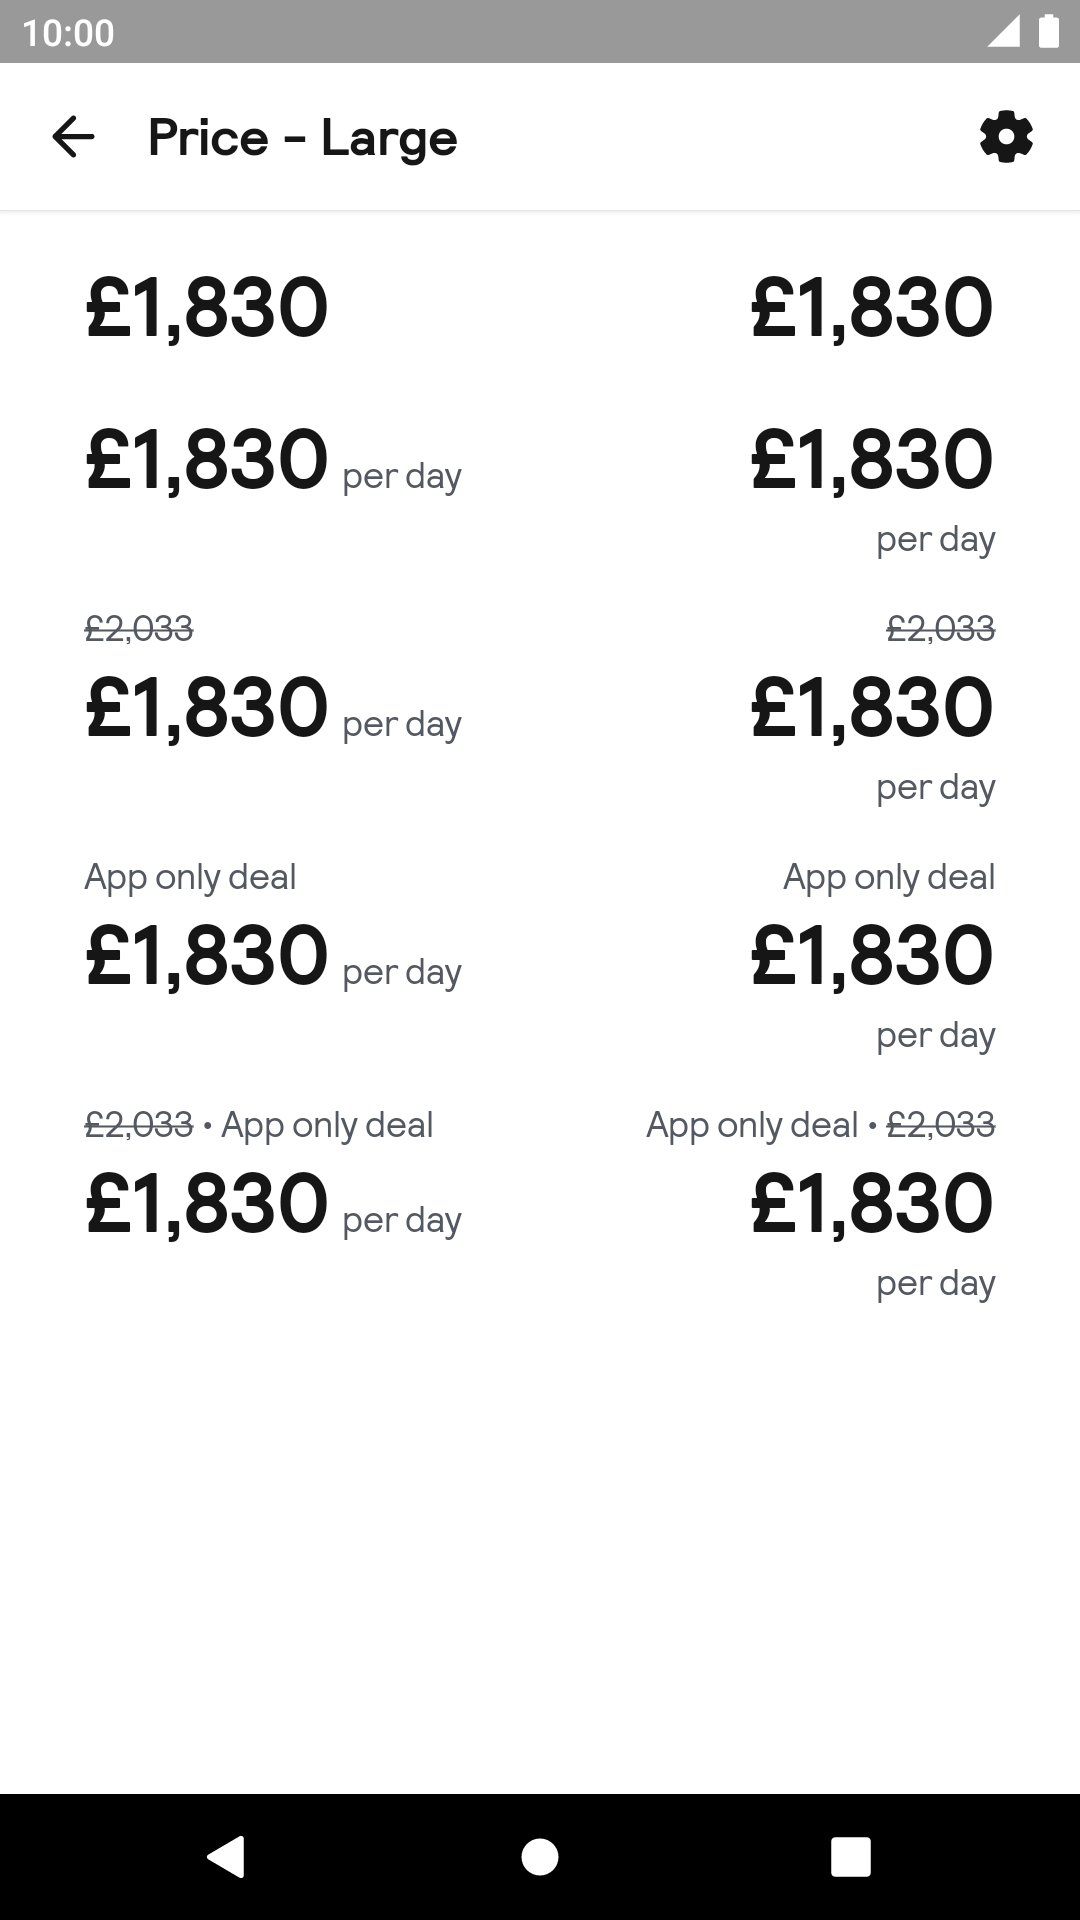 10:00
Price - Large
£1,830 £1,830
£1,830 per day £1,830
per day
£2,033 £2,033
£1,830 per day £1,830
per day
App only deal App only deal
£1,830 per day £1,830
per day
£2,033 • App only deal App only deal • £2,033
£1,830 per day £1,830
per day